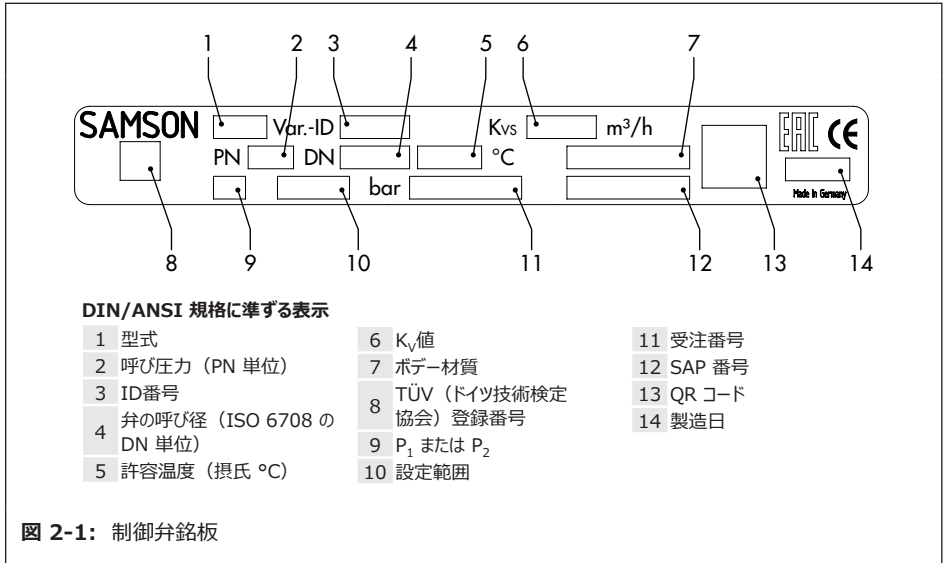 1 2 3 4 5 6 7
SAMSON Var.-ID Kvs m³/h EAC CE
PN DN °C
bar Made in Germany
8 9 10 11 12 13 14
DIN/ANSI 規格に準ずる表示
1 型式
2 呼び圧力（PN 単位）
3 ID番号
4 弁の呼び径（ISO 6708 の
DN 単位）
5 許容温度（摂氏 °C）
6 Kv値
7 ボデー材質
8 TÜV（ドイツ技術検定
協会）登録番号
9 P1 または P2
10 設定範囲
11 受注番号
12 SAP 番号
13 QR コード
14 製造日
図 2-1: 制御弁銘板